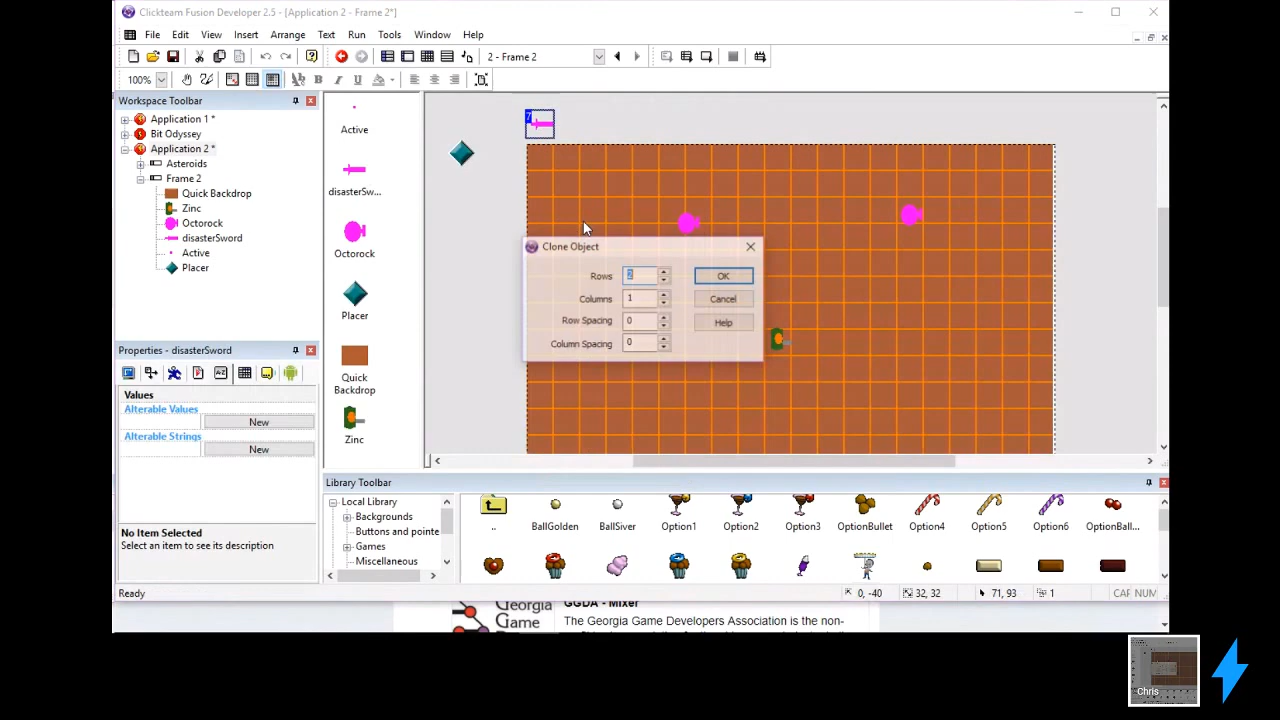 Clickteam Fusion Developer 2.5 - [Application 2 - Frame 2*]
File Edit View Insert Arrange Text Run Tools Window Help
2 - Frame 2
100%
Workspace Toolbar
Application 1 *
Bit Odyssey
Application 2 *
Asteroids
Frame 2
Quick Backdrop
Zinc
Octorock
disasterSword
Active
Placer
Active
disasterSw...
Octorock
Placer
Quick
Backdrop
Zinc
7
Clone Object
Rows 2 OK
Columns 1 Cancel
Row Spacing 0 Help
Column Spacing 0
Properties - disasterSword
Values
Alterable Values
New
Alterable Strings
New
No Item Selected
Select an item to see its description
Library Toolbar
Local Library
Backgrounds
Buttons and pointe
Games
Miscellaneous
.. BallGolden BallSiver Option1 Option2 Option3 OptionBullet Option4 Option5 Option6 OptionBall...
Ready 0, -40 32, 32 71, 93 1 CAP NUM
Georgia
Game
GGDA - Mixer
The Georgia Game Developers Association is the non-
Chris